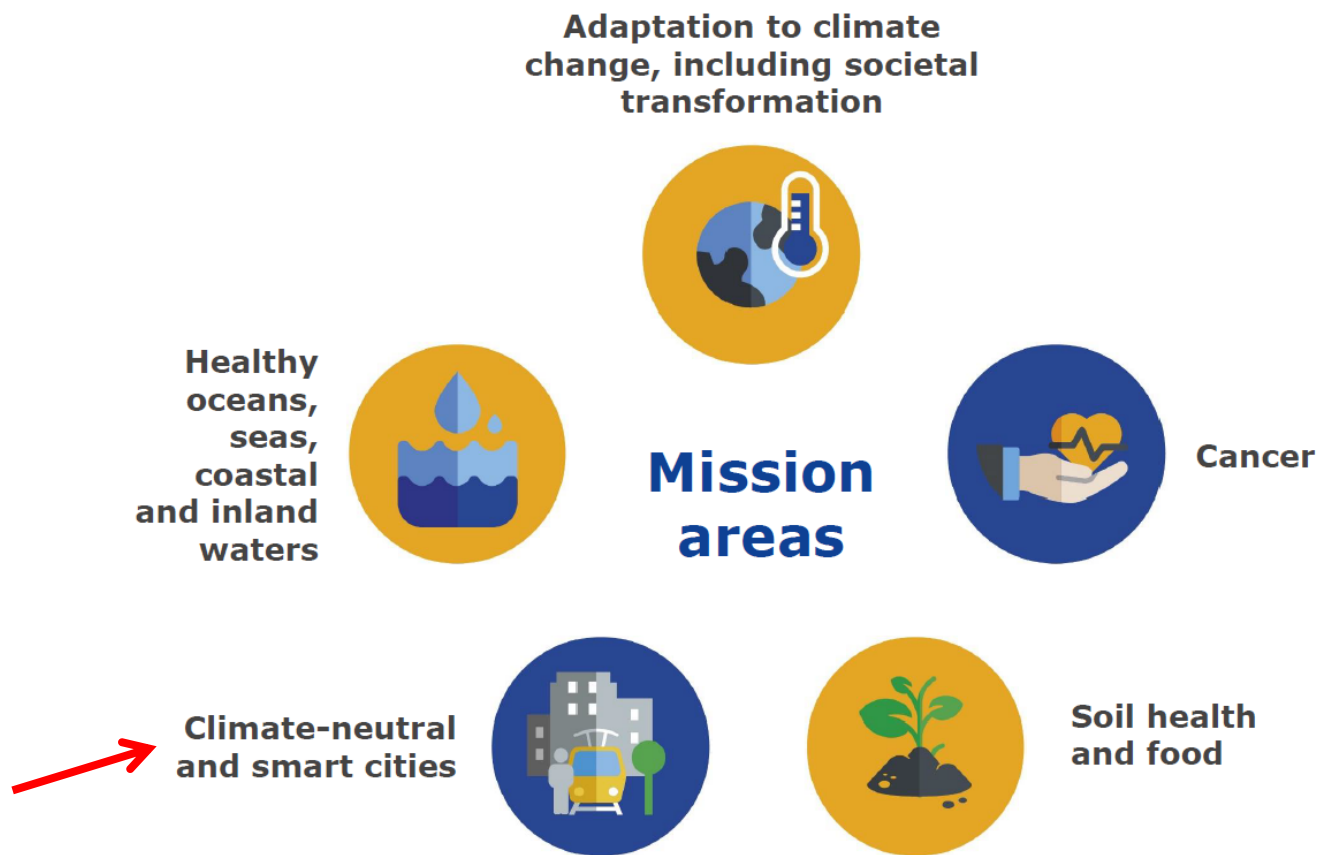 Adaptation to climate
change, including societal
transformation
Healthy
oceans,
seas,
coastal
and inland
waters
Mission
areas
Cancer
Climate-neutral
and smart cities
Soil health
and food